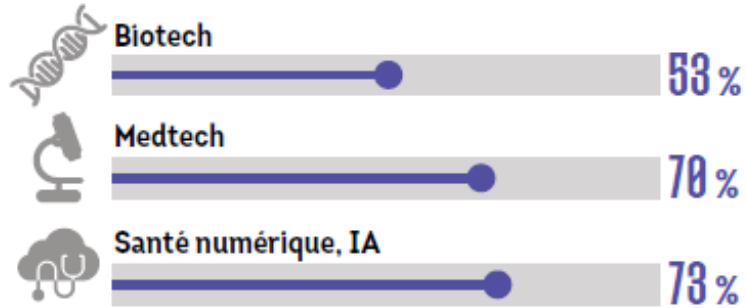 Biotech
53 %
Medtech
70 %
Santé numérique, IA
73 %